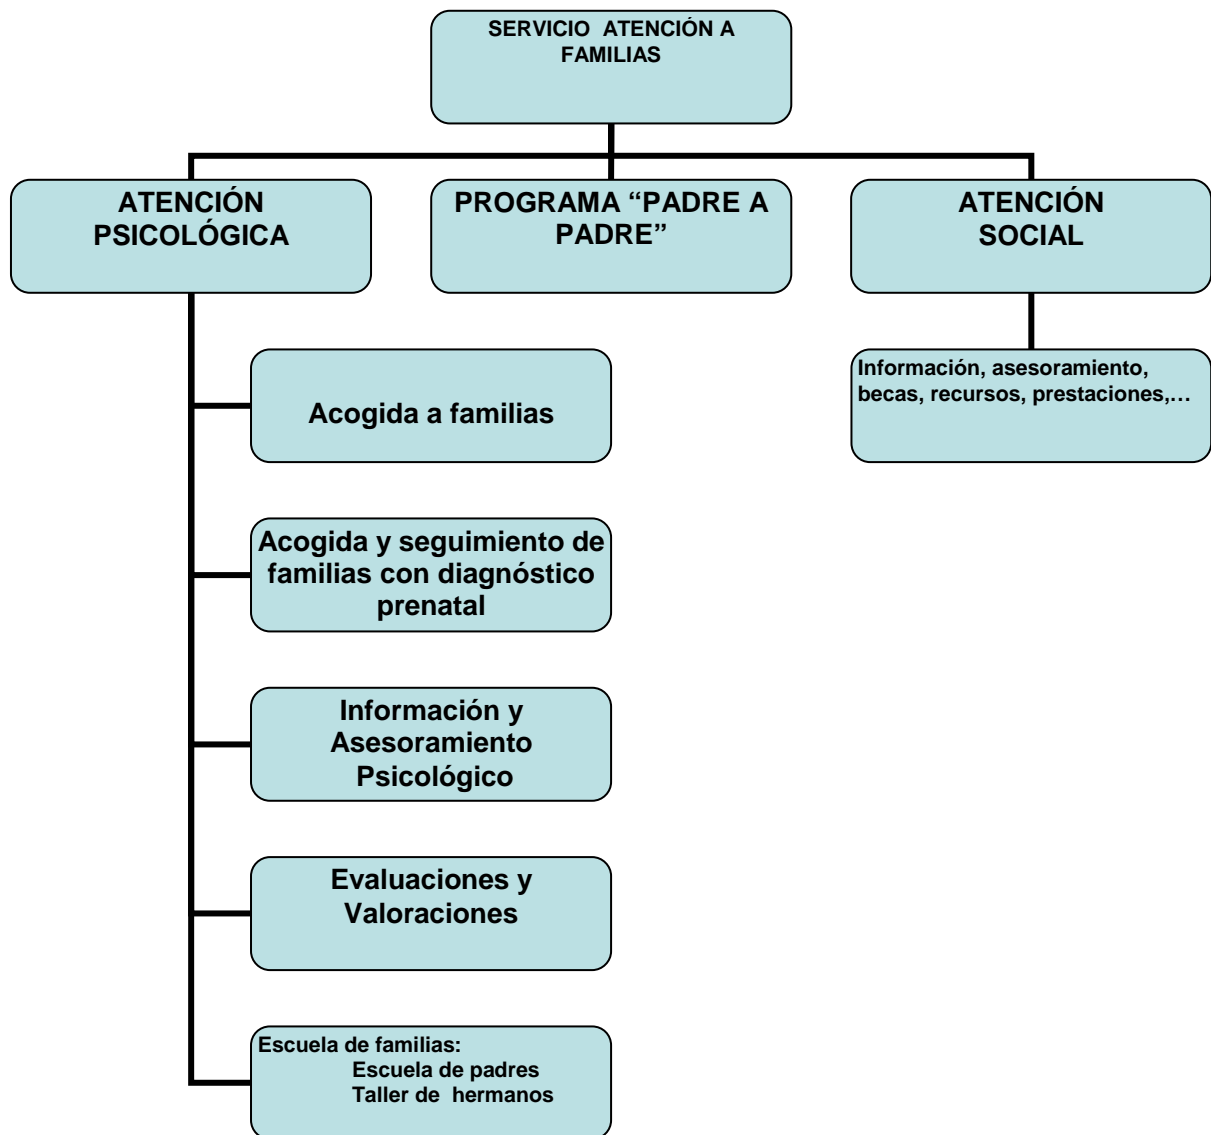 SERVICIO ATENCIÓN A
FAMILIAS
ATENCIÓN
PSICOLÓGICA
PROGRAMA “PADRE A
PADRE”
ATENCIÓN
SOCIAL
Acogida a familias
Información, asesoramiento,
becas, recursos, prestaciones,…
Acogida y seguimiento de
familias con diagnóstico
prenatal
Información y
Asesoramiento
Psicológico
Evaluaciones y
Valoraciones
Escuela de familias:
Escuela de padres
Taller de hermanos